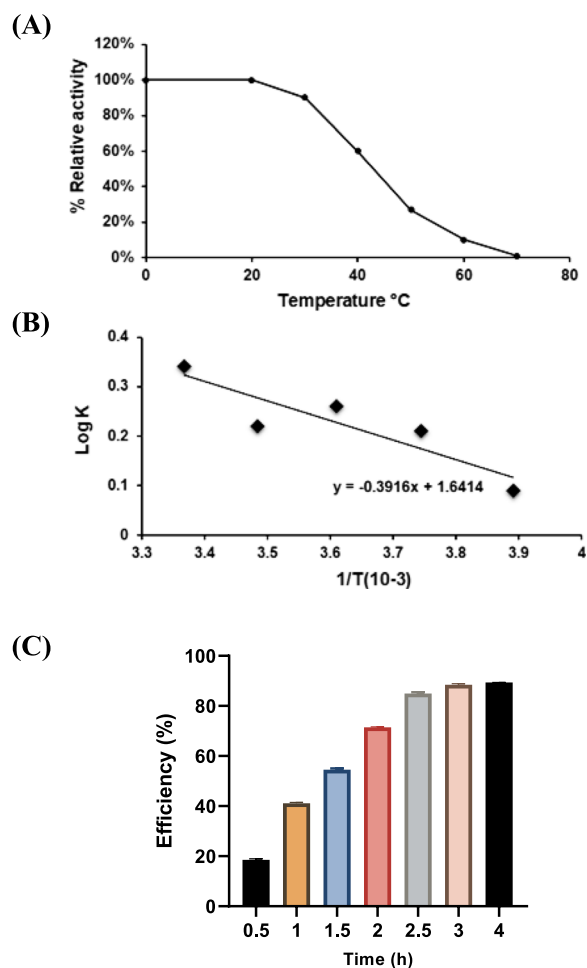 (A)
120%
100%
80%
60%
40%
20%
0%
% Relative activity
0 20 40 60 80
Temperature °C
(B)
0.4
0.3
0.2
0.1
0
Log K
y = -0.3916x + 1.6414
3.3 3.4 3.5 3.6 3.7 3.8 3.9 4
1/T(10-3)
(C)
100
80
60
40
20
0
Efficiency (%)
0.5 1 1.5 2 2.5 3 4
Time (h)